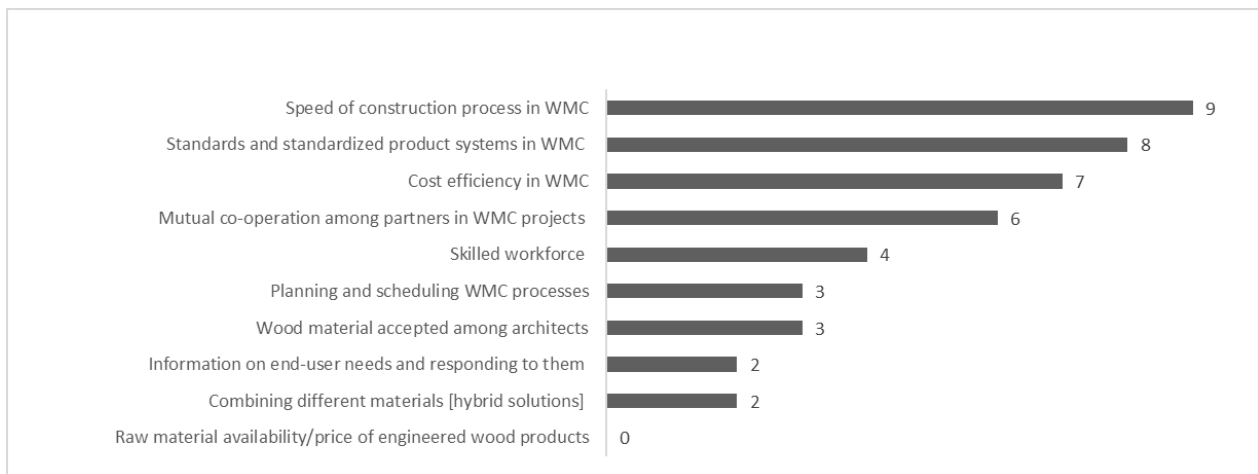 Speed of construction process in WMC 9
Standards and standardized product systems in WMC 8
Cost efficiency in WMC 7
Mutual co-operation among partners in WMC projects 6
Skilled workforce 4
Planning and scheduling WMC processes 3
Wood material accepted among architects 3
Information on end-user needs and responding to them 2
Combining different materials [hybrid solutions] 2
Raw material availability/price of engineered wood products 0